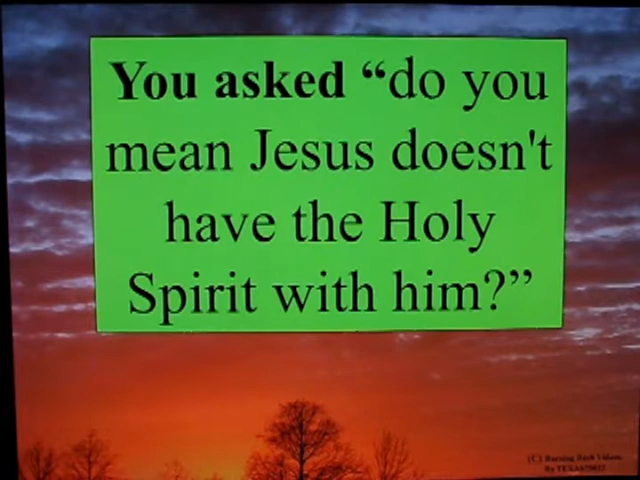 You asked “do you
mean Jesus doesn't
have the Holy
Spirit with him?”